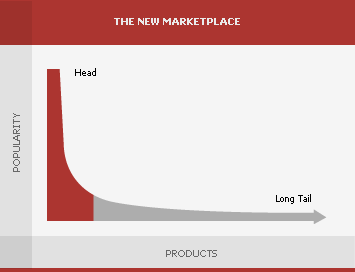 THE NEW MARKETPLACE
Head
POPULARITY
Long Tail
PRODUCTS